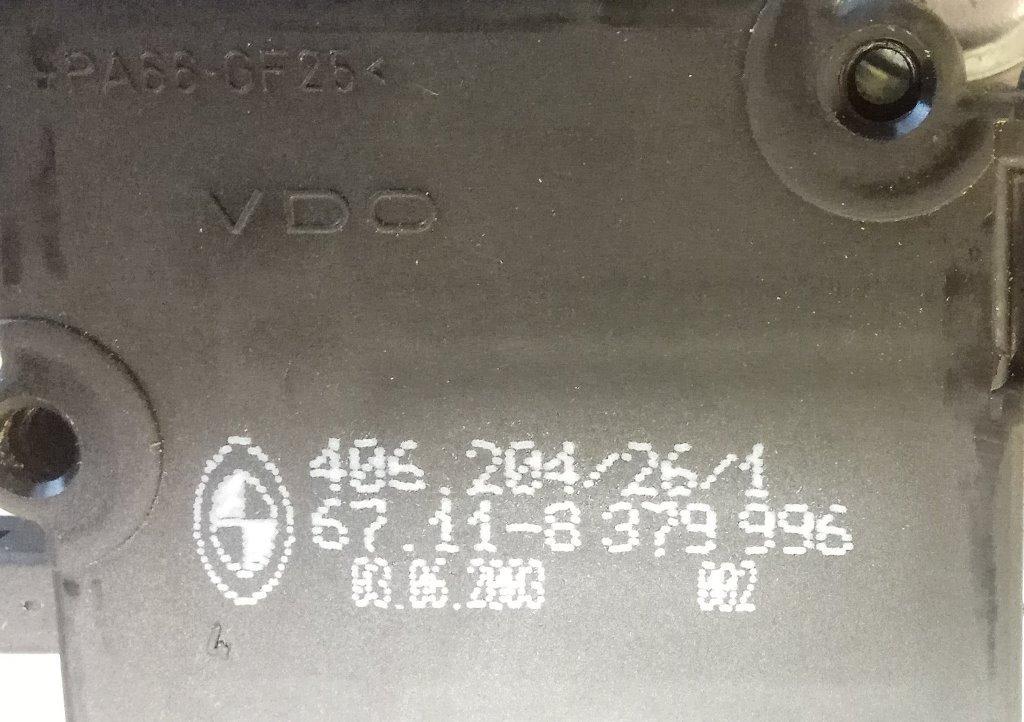 >PA66-GF25<
VDO
406.204/26/1
67.11-8 379 996
03.06.2003 002